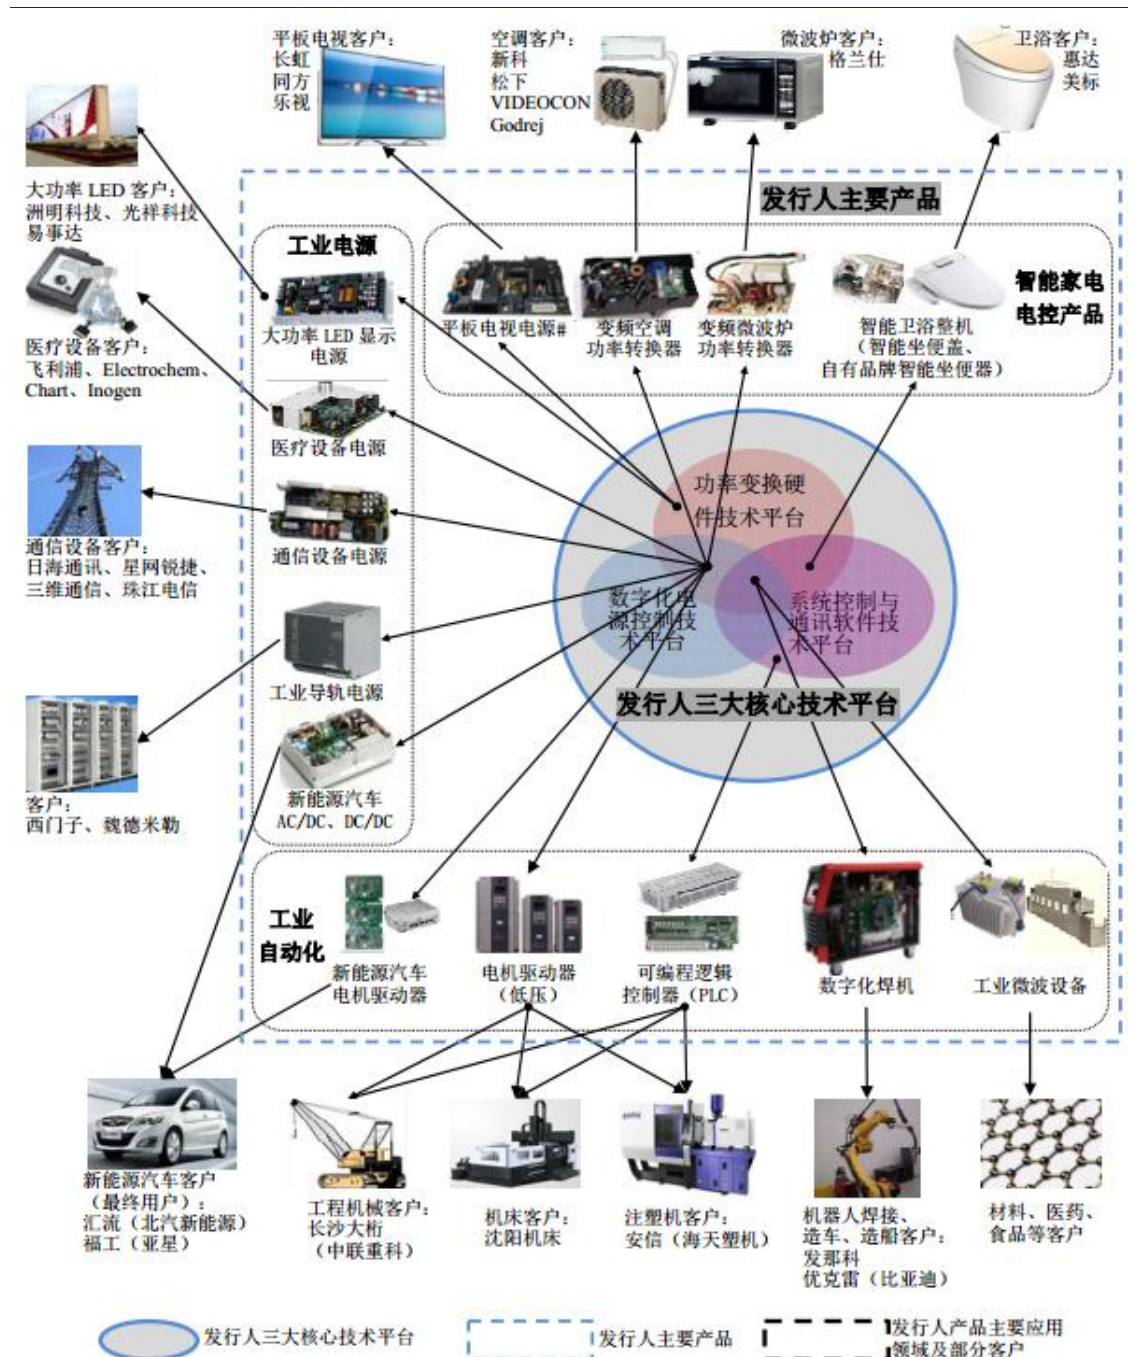 平板电视客户：
长虹
同方
乐视
空调客户：
新科
松下
VIDEOCON
Godrej
微波炉客户：
格兰仕
卫浴客户：
惠达
美标
大功率 LED 客户：
洲明科技、光祥科技
易事达
发行人主要产品
工业电源
大功率 LED 显示
电源
平板电视电源#
变频空调
功率转换器
变频微波炉
功率转换器
智能卫浴整机
（智能坐便盖、
自有品牌智能坐便器）
智能家电
电控产品
医疗设备客户：
飞利浦、Electrochem、
Chart、Inogen
医疗设备电源
通信设备电源
通信设备客户：
日海通讯、星网锐捷、
三维通信、珠江电信
功率变换硬
件技术平台
数字化电
源控制技
术平台
系统控制与
通讯软件技
术平台
发行人三大核心技术平台
工业导轨电源
新能源汽车
AC/DC、DC/DC
客户：
西门子、魏德米勒
工业
自动化
新能源汽车
电机驱动器
电机驱动器
（低压）
可编程逻辑
控制器（PLC）
数字化焊机
工业微波设备
新能源汽车客户
（最终用户）：
汇流（北汽新能源）
福工（亚星）
工程机械客户：
长沙大桁
（中联重科）
机床客户：
沈阳机床
注塑机客户：
安信（海天塑机）
机器人焊接、
造车、造船客户：
发那科
优克雷（比亚迪）
材料、医药、
食品等客户
发行人三大核心技术平台
发行人主要产品
发行人产品主要应用
领域及部分客户